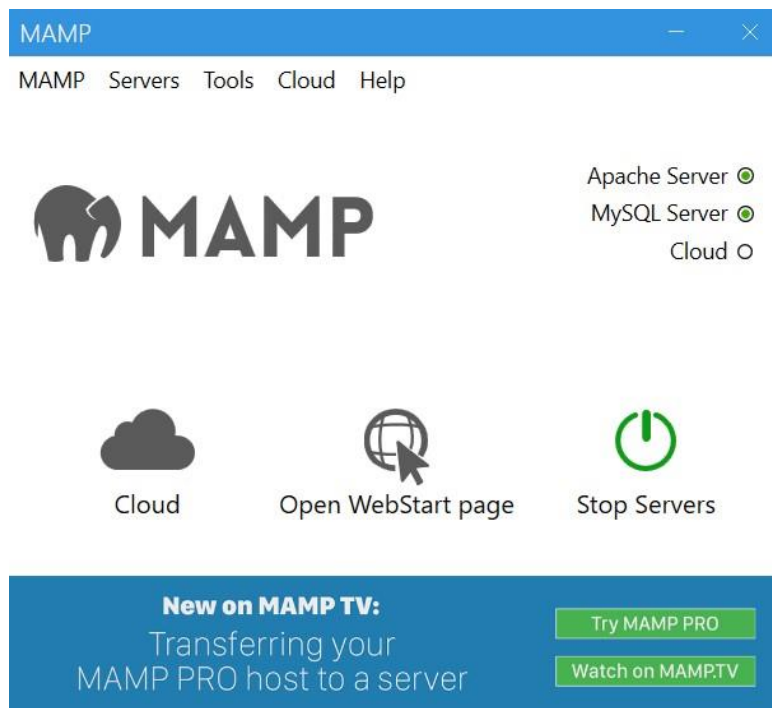 MAMP
MAMP Servers Tools Cloud Help
Apache Server
MySQL Server
Cloud
MAMP
Cloud
Open WebStart page
Stop Servers
New on MAMP TV:
Transferring your
MAMP PRO host to a server
Try MAMP PRO
Watch on MAMP.TV